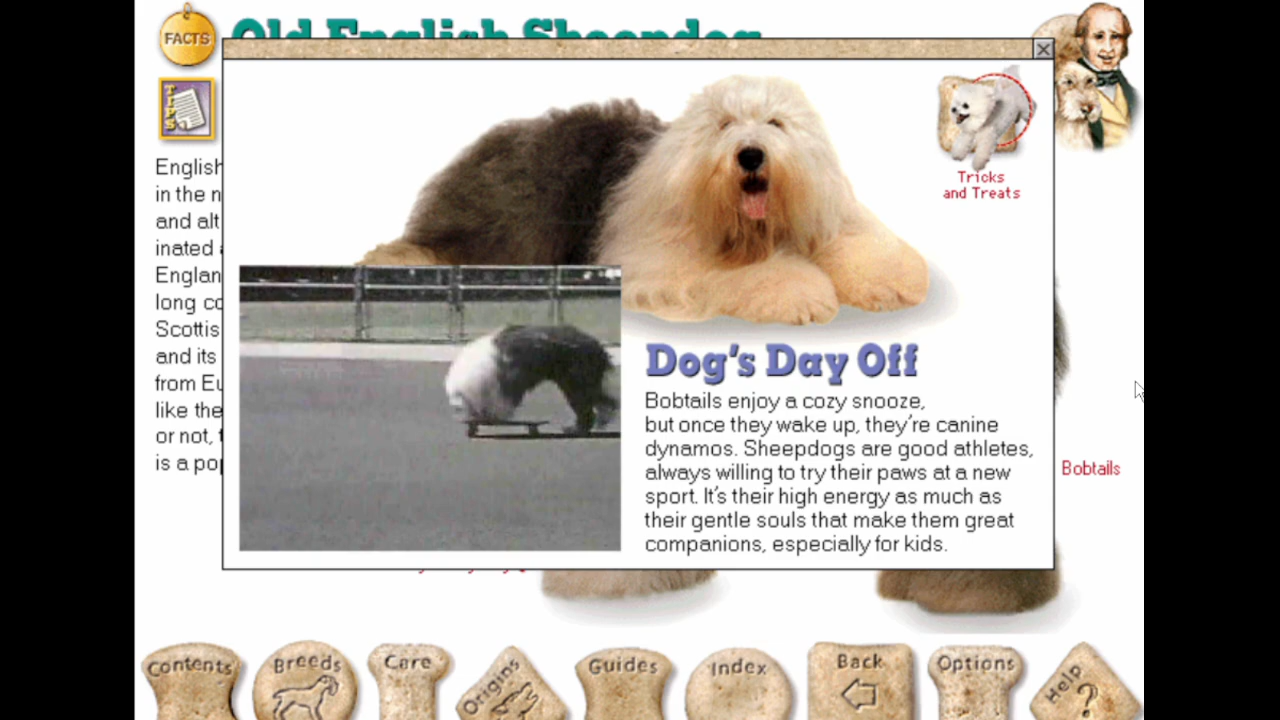 FACTS
Old English Sheepdog
TIPS
English
in the n
and alt
inated
Englan
long co
Scottis
and its
from Eu
like the
or not,
is a pop
Tricks
and Treats
Dog's Day Off
Bobtails enjoy a cozy snooze,
but once they wake up, they're canine
dynamos. Sheepdogs are good athletes,
always willing to try their paws at a new
sport. It's their high energy as much as
their gentle souls that make them great
companions, especially for kids.
Bobtails
Contents
Breeds
Care
Origins
Guides
Index
Back
Options
Help
?